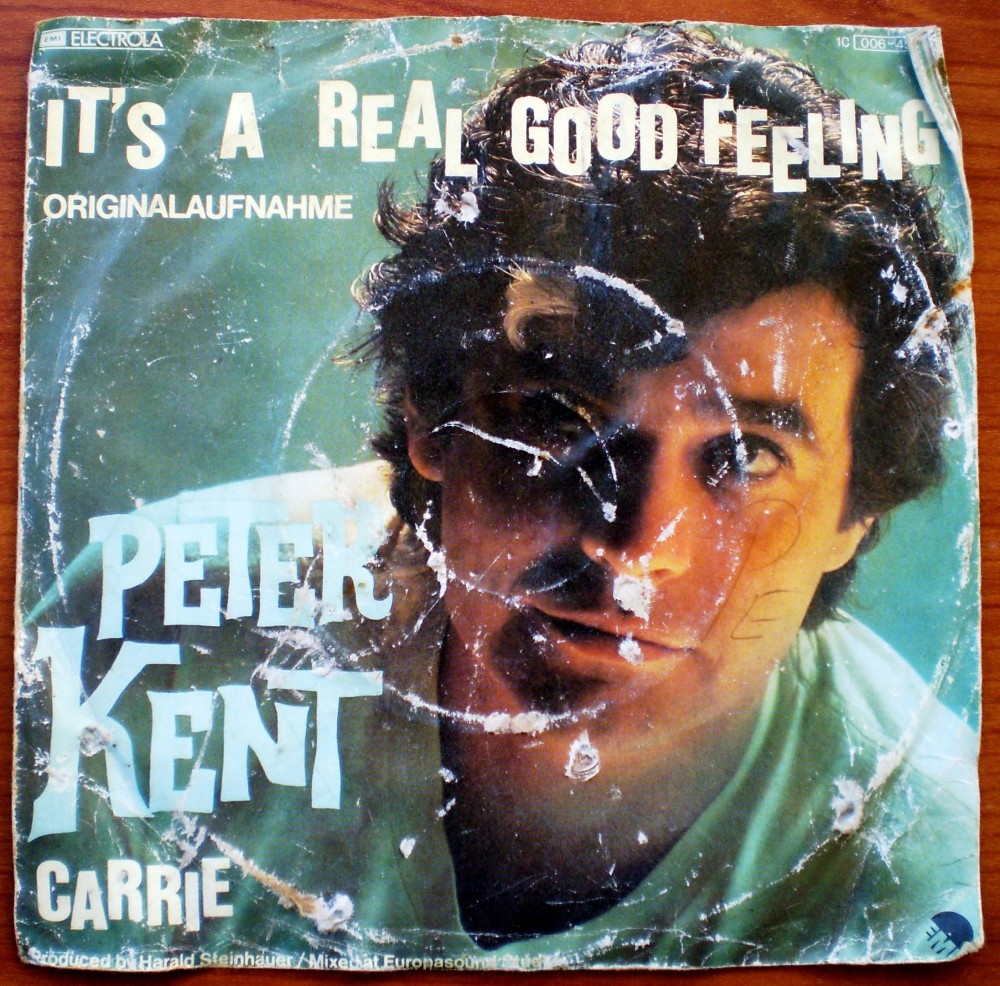 EMI ELECTROLA
1C 006-4
IT'S A REAL GOOD FEELING
ORIGINALAUFNAHME
PETER
KENT
CARRIE
Produced by Harald Steinhauer / Mixed at Europasound
EMI
P
E